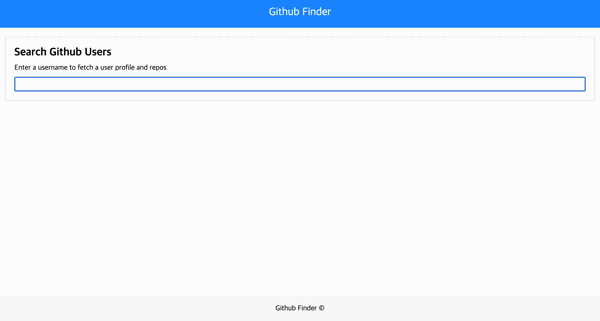 Github Finder
Search Github Users
Enter a username to fetch a user profile and repos
Github Finder ©